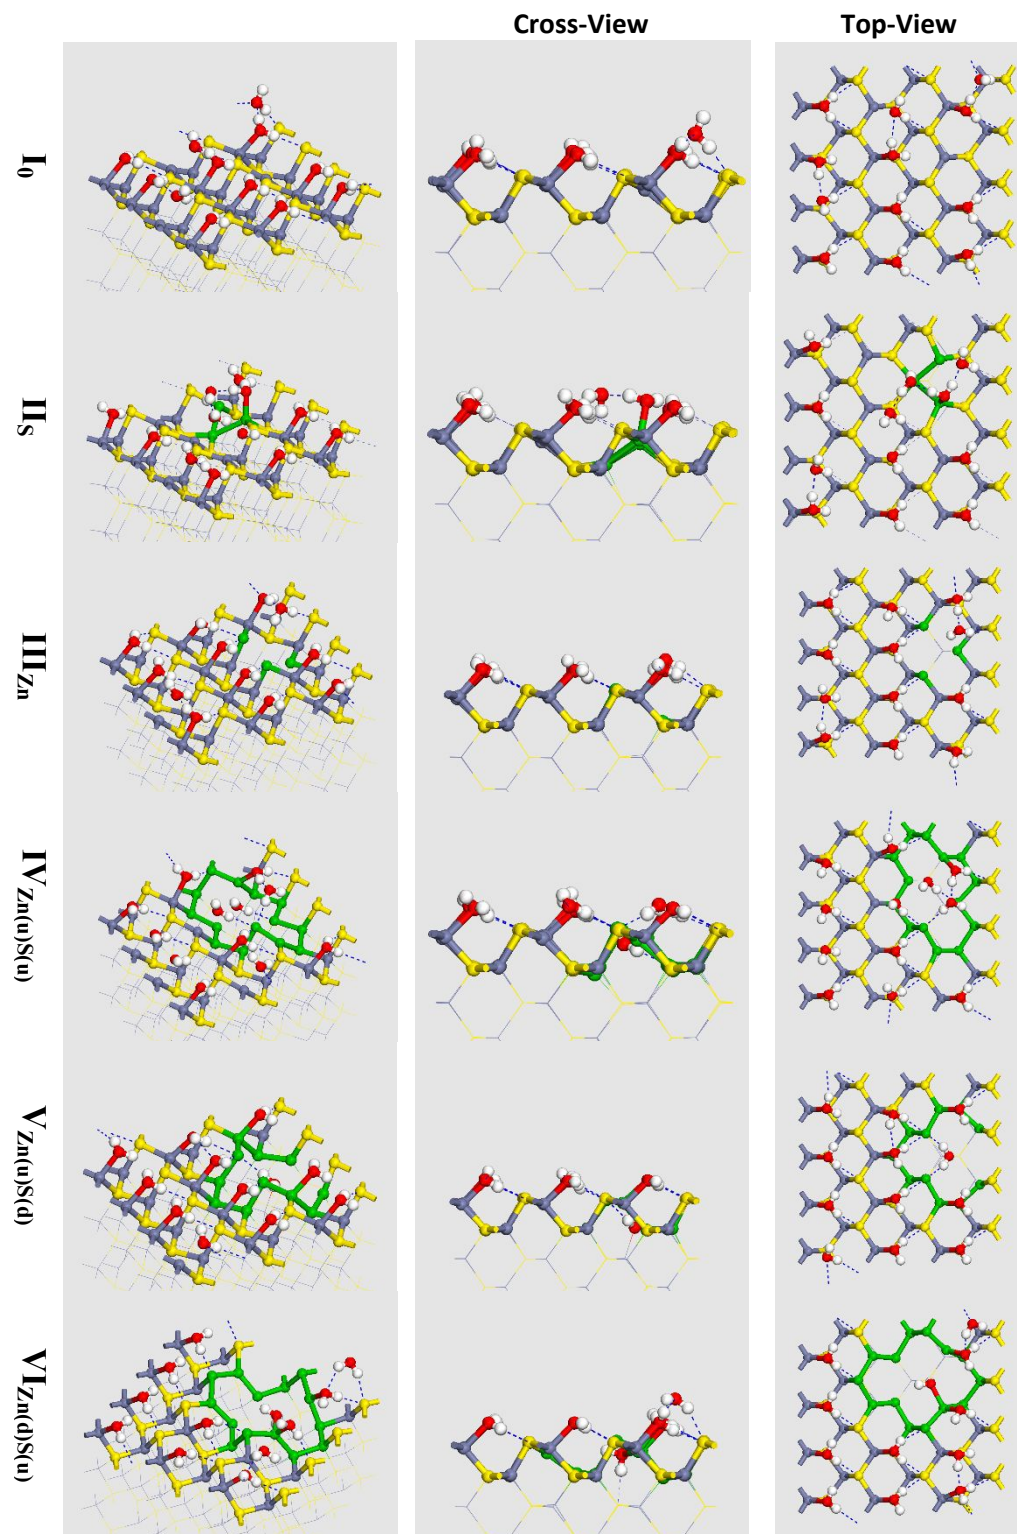 Cross-View
Top-View
I0
IIS
IIIZn
IVZn(u)S(u)
VZn(u)S(d)
VIZn(d)S(u)